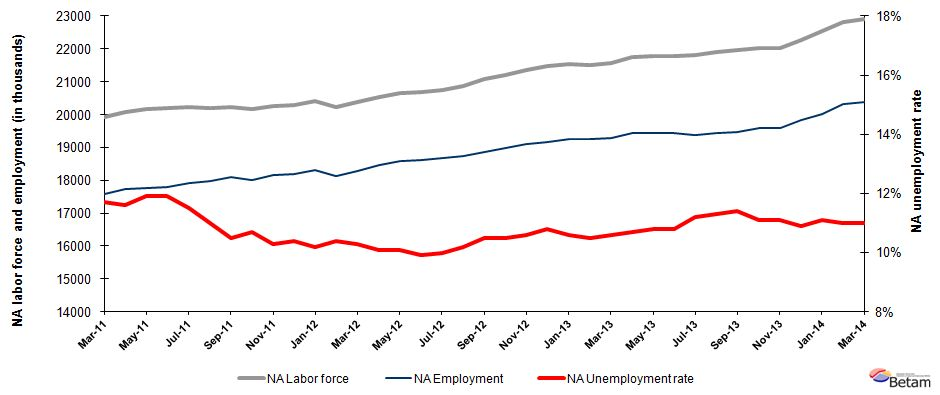 NA labor force and employment (in thousands)
23000
22000
21000
20000
19000
18000
17000
16000
15000
14000
18%
16%
14%
12%
10%
8%
NA unemployment rate
Mar-11
May-11
Jul-11
Sep-11
Nov-11
Jan-12
Mar-12
May-12
Jul-12
Sep-12
Nov-12
Jan-13
Mar-13
May-13
Jul-13
Sep-13
Nov-13
Jan-14
Mar-14
NA Labor force
NA Employment
NA Unemployment rate
Betam